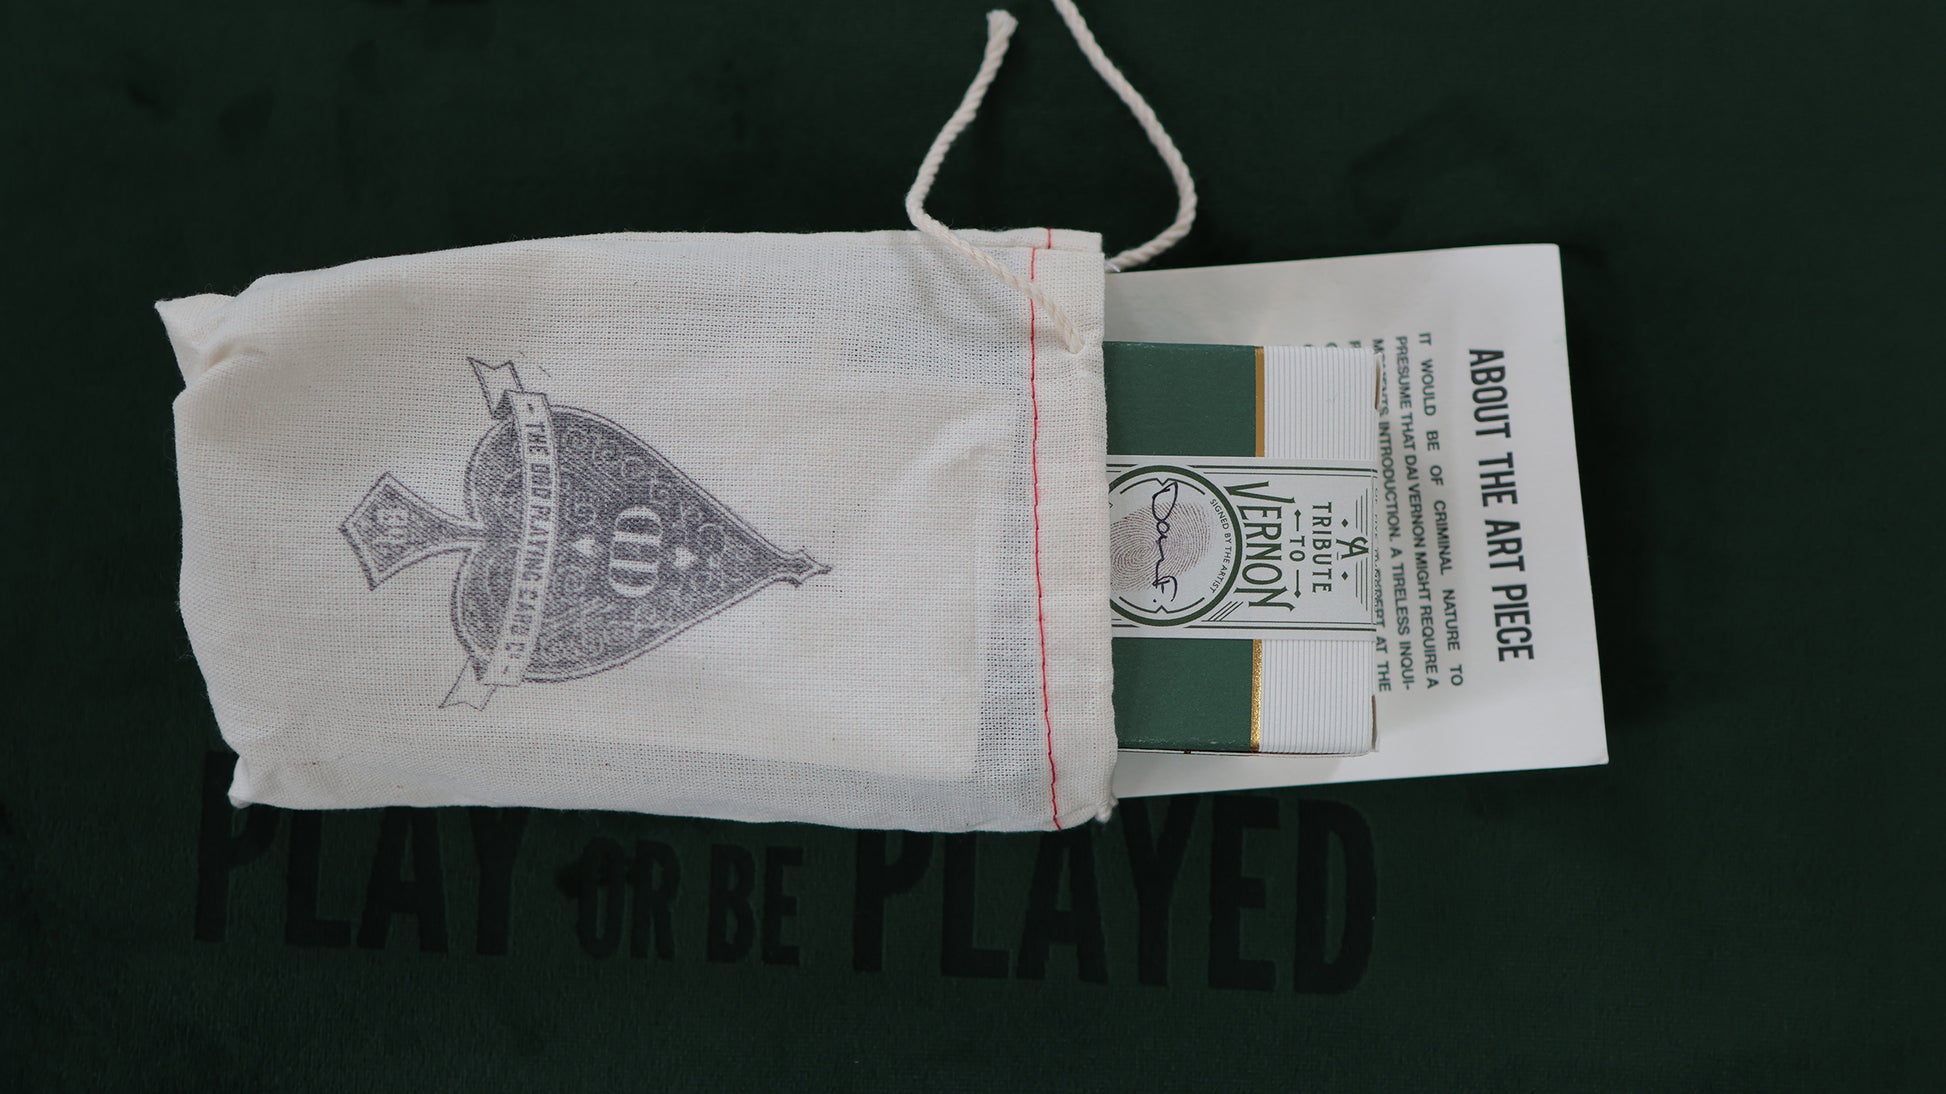 THE PLAYING CARD Cº
A
TRIBUTE
TO
VERNON
SIGNED BY THE ARTIST
ABOUT THE ART PIECE
IT WOULD BE OF CRIMINAL NATURE TO
PRESUME THAT DAI VERNON MIGHT REQUIRE A
INTRODUCTION. A TIRELESS INQUI-
AT THE
PLAY OR BE PLAYED